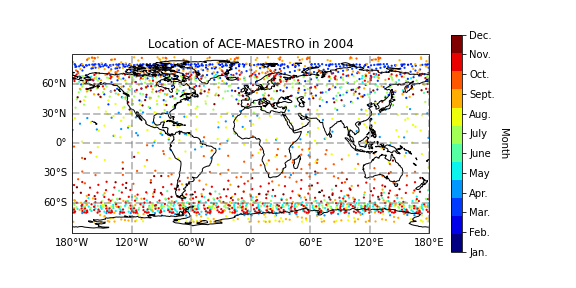 Location of ACE-MAESTRO in 2004
60°N
30°N
0°
30°S
60°S
180°W 120°W 60°W 0° 60°E 120°E 180°E
Dec.
Nov.
Oct.
Sept.
Aug.
July
June
May
Apr.
Mar.
Feb.
Jan.
Month